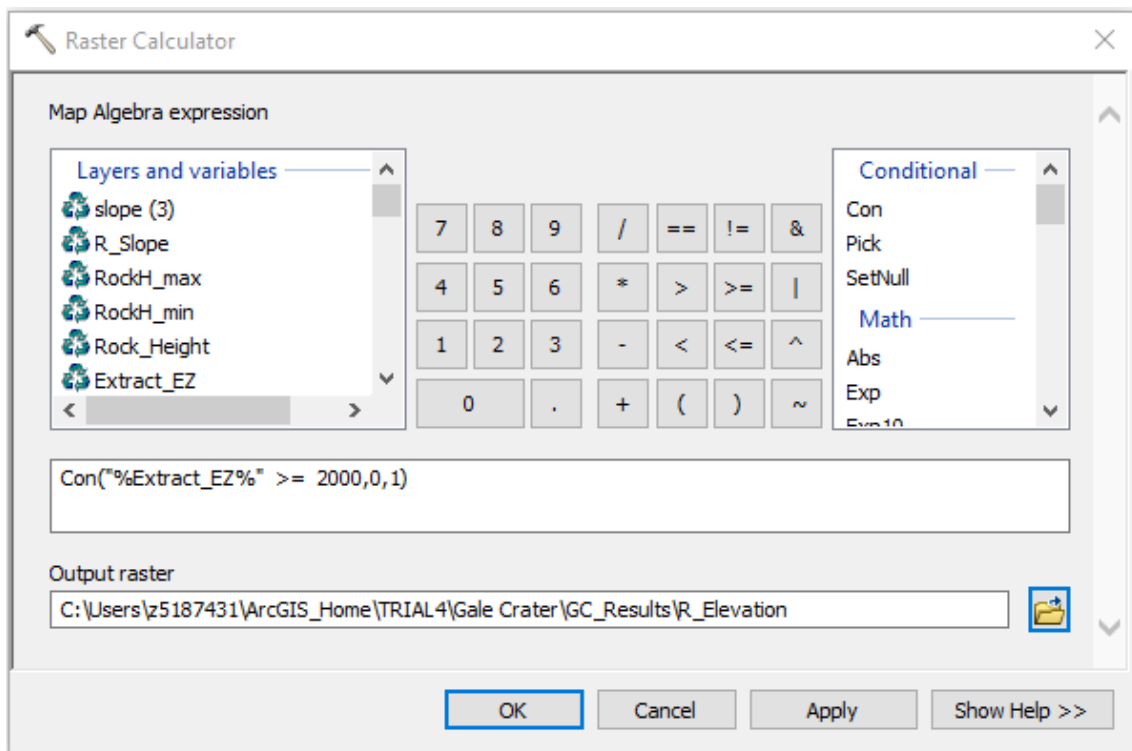 Raster Calculator
Map Algebra expression
Layers and variables
slope (3)
R_Slope
RockH_max
RockH_min
Rock_Height
Extract_EZ
7 8 9 / == != &
4 5 6 * > >= |
1 2 3 - < <= ^
0 . + ( ) ~
Conditional
Con
Pick
SetNull
Math
Abs
Exp
Exp10
Con("%Extract_EZ%" >= 2000,0,1)
Output raster
C:\Users\z5187431\ArcGIS_Home\TRIAL4\Gale Crater\GC_Results\R_Elevation
OK Cancel Apply Show Help >>